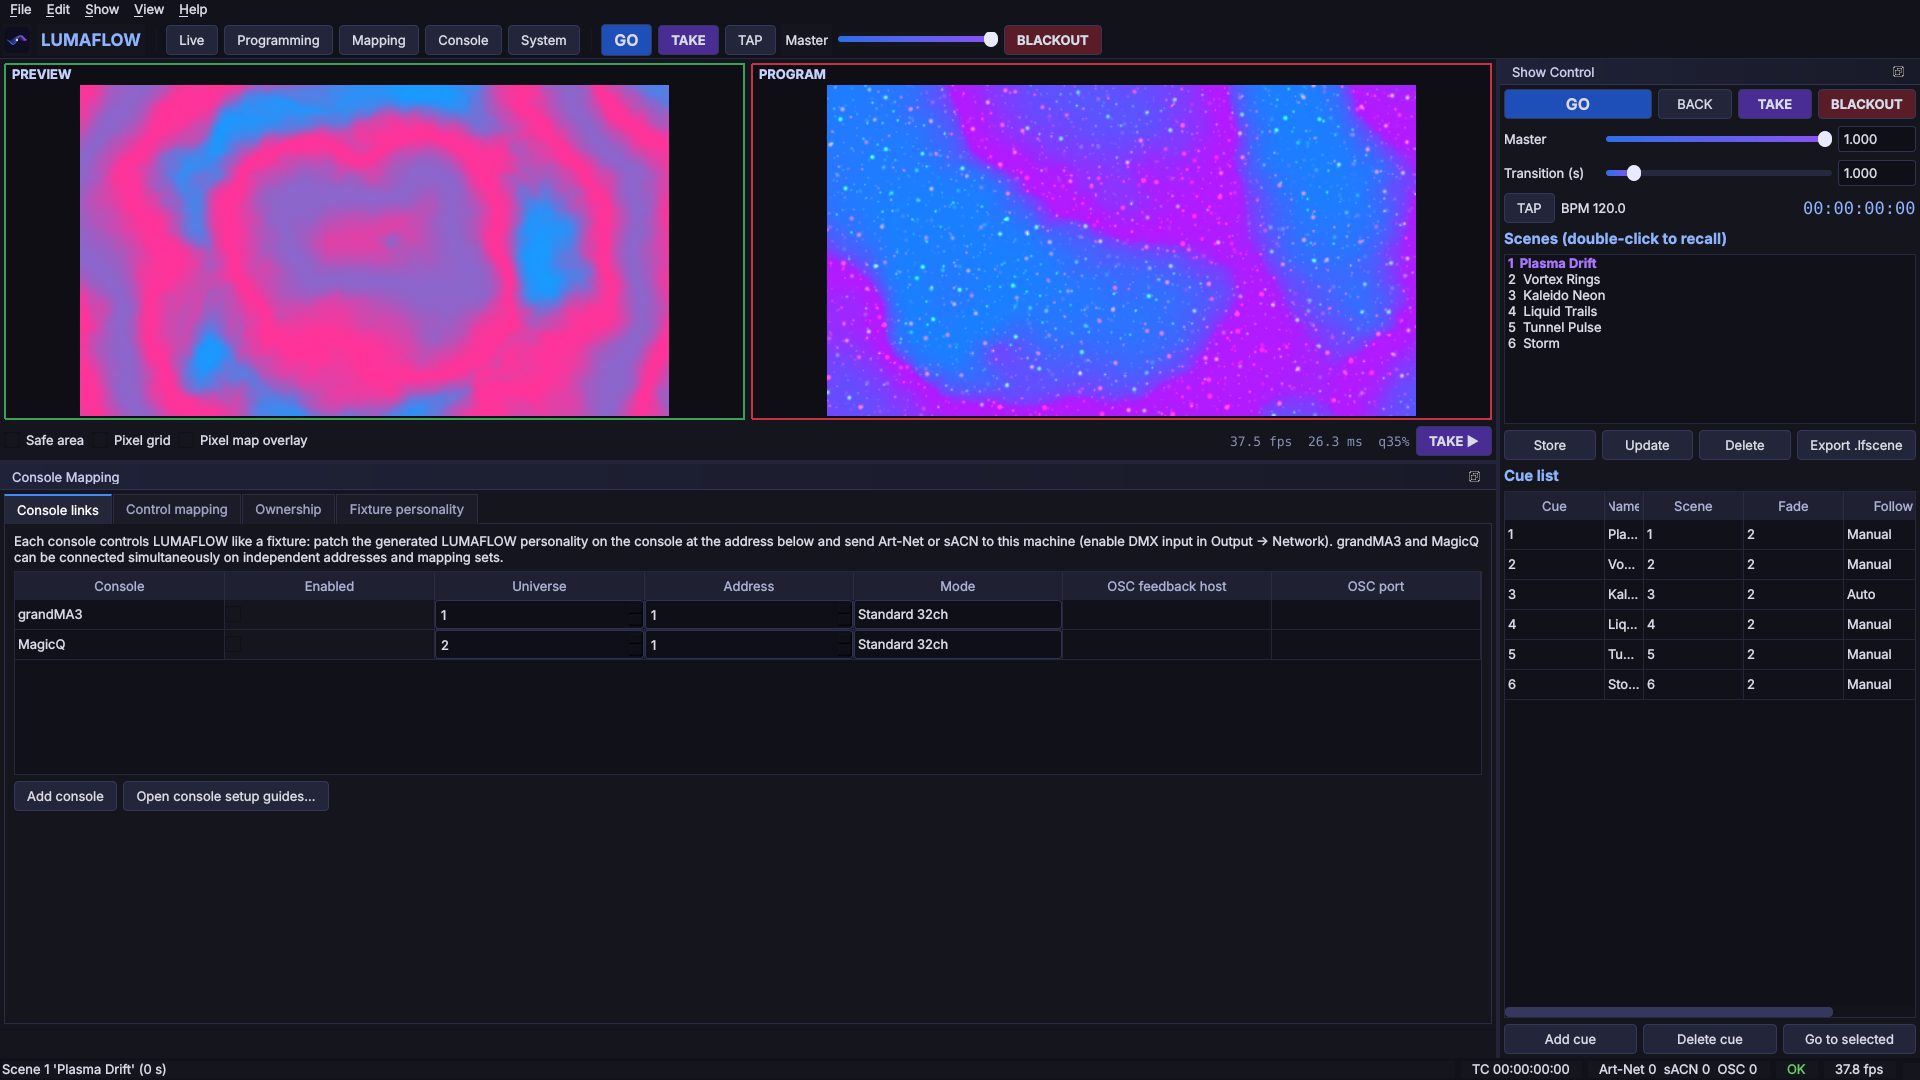 File Edit Show View Help
LUMAFLOW Live Programming Mapping Console System GO TAKE TAP Master BLACKOUT
PREVIEW
PROGRAM
Safe area Pixel grid Pixel map overlay
37.5 fps 26.3 ms q35% TAKE ▶
Console Mapping
Console links Control mapping Ownership Fixture personality
Each console controls LUMAFLOW like a fixture: patch the generated LUMAFLOW personality on the console at the address below and send Art-Net or sACN to this machine (enable DMX input in Output → Network). grandMA3 and MagicQ
can be connected simultaneously on independent addresses and mapping sets.
Console Enabled Universe Address Mode OSC feedback host OSC port
grandMA3 1 1 Standard 32ch
MagicQ 2 1 Standard 32ch
Add console Open console setup guides...
Show Control
GO BACK TAKE BLACKOUT
Master 1.000
Transition (s) 1.000
TAP BPM 120.0 00:00:00:00
Scenes (double-click to recall)
1 Plasma Drift
2 Vortex Rings
3 Kaleido Neon
4 Liquid Trails
5 Tunnel Pulse
6 Storm
Store Update Delete Export .lfscene
Cue list
Cue Name Scene Fade Follow
1 Pla... 1 2 Manual
2 Vo... 2 2 Manual
3 Kal... 3 2 Auto
4 Liq... 4 2 Manual
5 Tu... 5 2 Manual
6 Sto... 6 2 Manual
Add cue Delete cue Go to selected
Scene 1 'Plasma Drift' (0 s)
TC 00:00:00:00 Art-Net 0 sACN 0 OSC 0 OK 37.8 fps